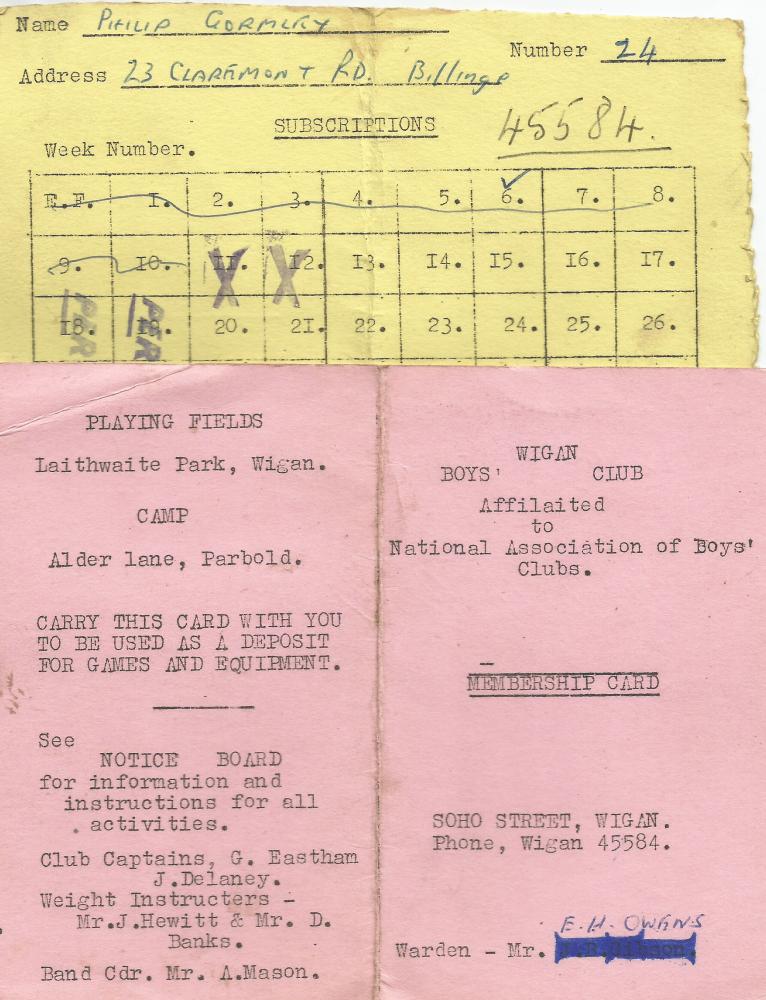 Name PHILIP GORMLEY
Number 24
Address 23 CLAREMONT RD. Billinge
SUBSCRIPTIONS
45584.
Week Number.
E.F. I. 2. 3. 4. 5. 6. 7. 8.
9. I0. II. I2. I3. I4. I5. I6. I7.
I8. I9. 20. 2I. 22. 23. 24. 25. 26.
PLAYING FIELDS
Laithwaite Park, Wigan.
CAMP
Alder lane, Parbold.
CARRY THIS CARD WITH YOU
TO BE USED AS A DEPOSIT
FOR GAMES AND EQUIPMENT.
See
NOTICE BOARD
for information and
instructions for all
activities.
Club Captains, G. Eastham
J.Delaney.
Weight Instructers -
Mr.J.Hewitt & Mr. D.
Banks.
Band Cdr. Mr. A.Mason.
WIGAN
BOYS' CLUB
Affilaited
to
National Association of Boys'
Clubs.
MEMBERSHIP CARD
SOHO STREET, WIGAN.
Phone, Wigan 45584.
E.H. OWENS
Warden - Mr. J.R.Gibson.